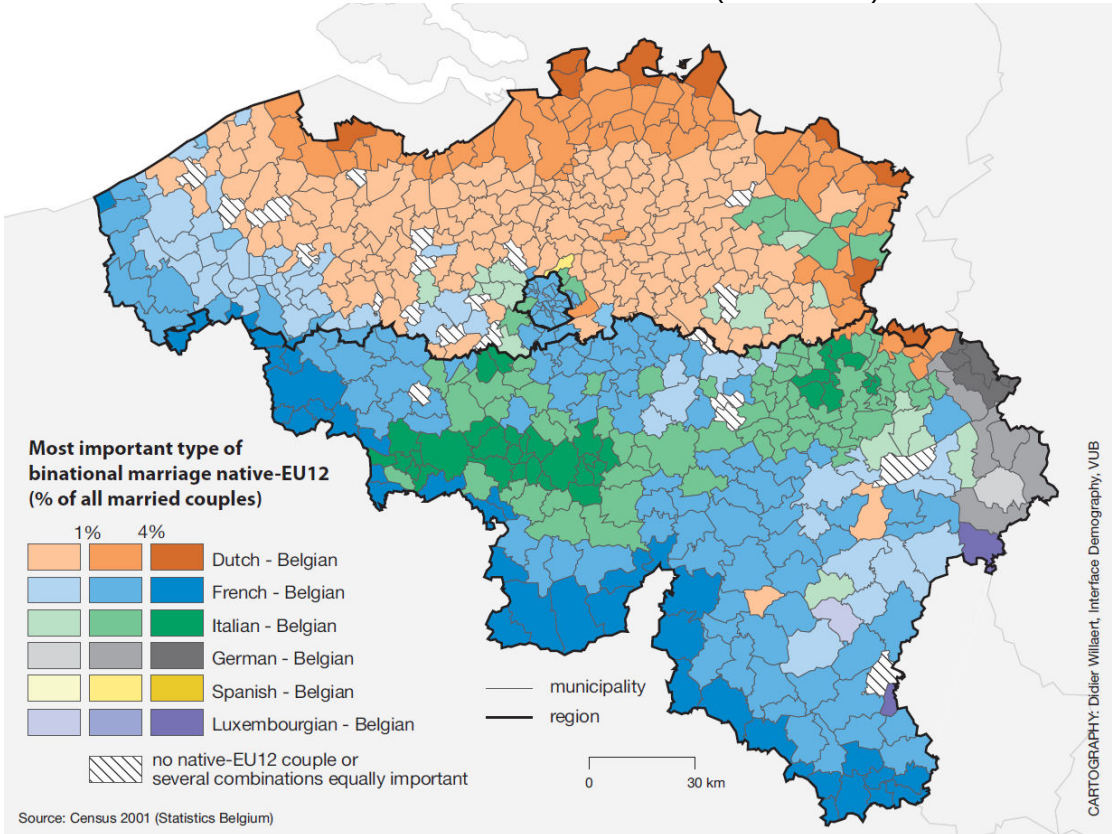 Most important type of
binational marriage native-EU12
(% of all married couples)
1% 4%
Dutch - Belgian
French - Belgian
Italian - Belgian
German - Belgian
Spanish - Belgian
Luxembourgian - Belgian
no native-EU12 couple or
several combinations equally important
municipality
region
0 30 km
Source: Census 2001 (Statistics Belgium)
CARTOGRAPHY: Didier Willaert, Interface Demography, VUB